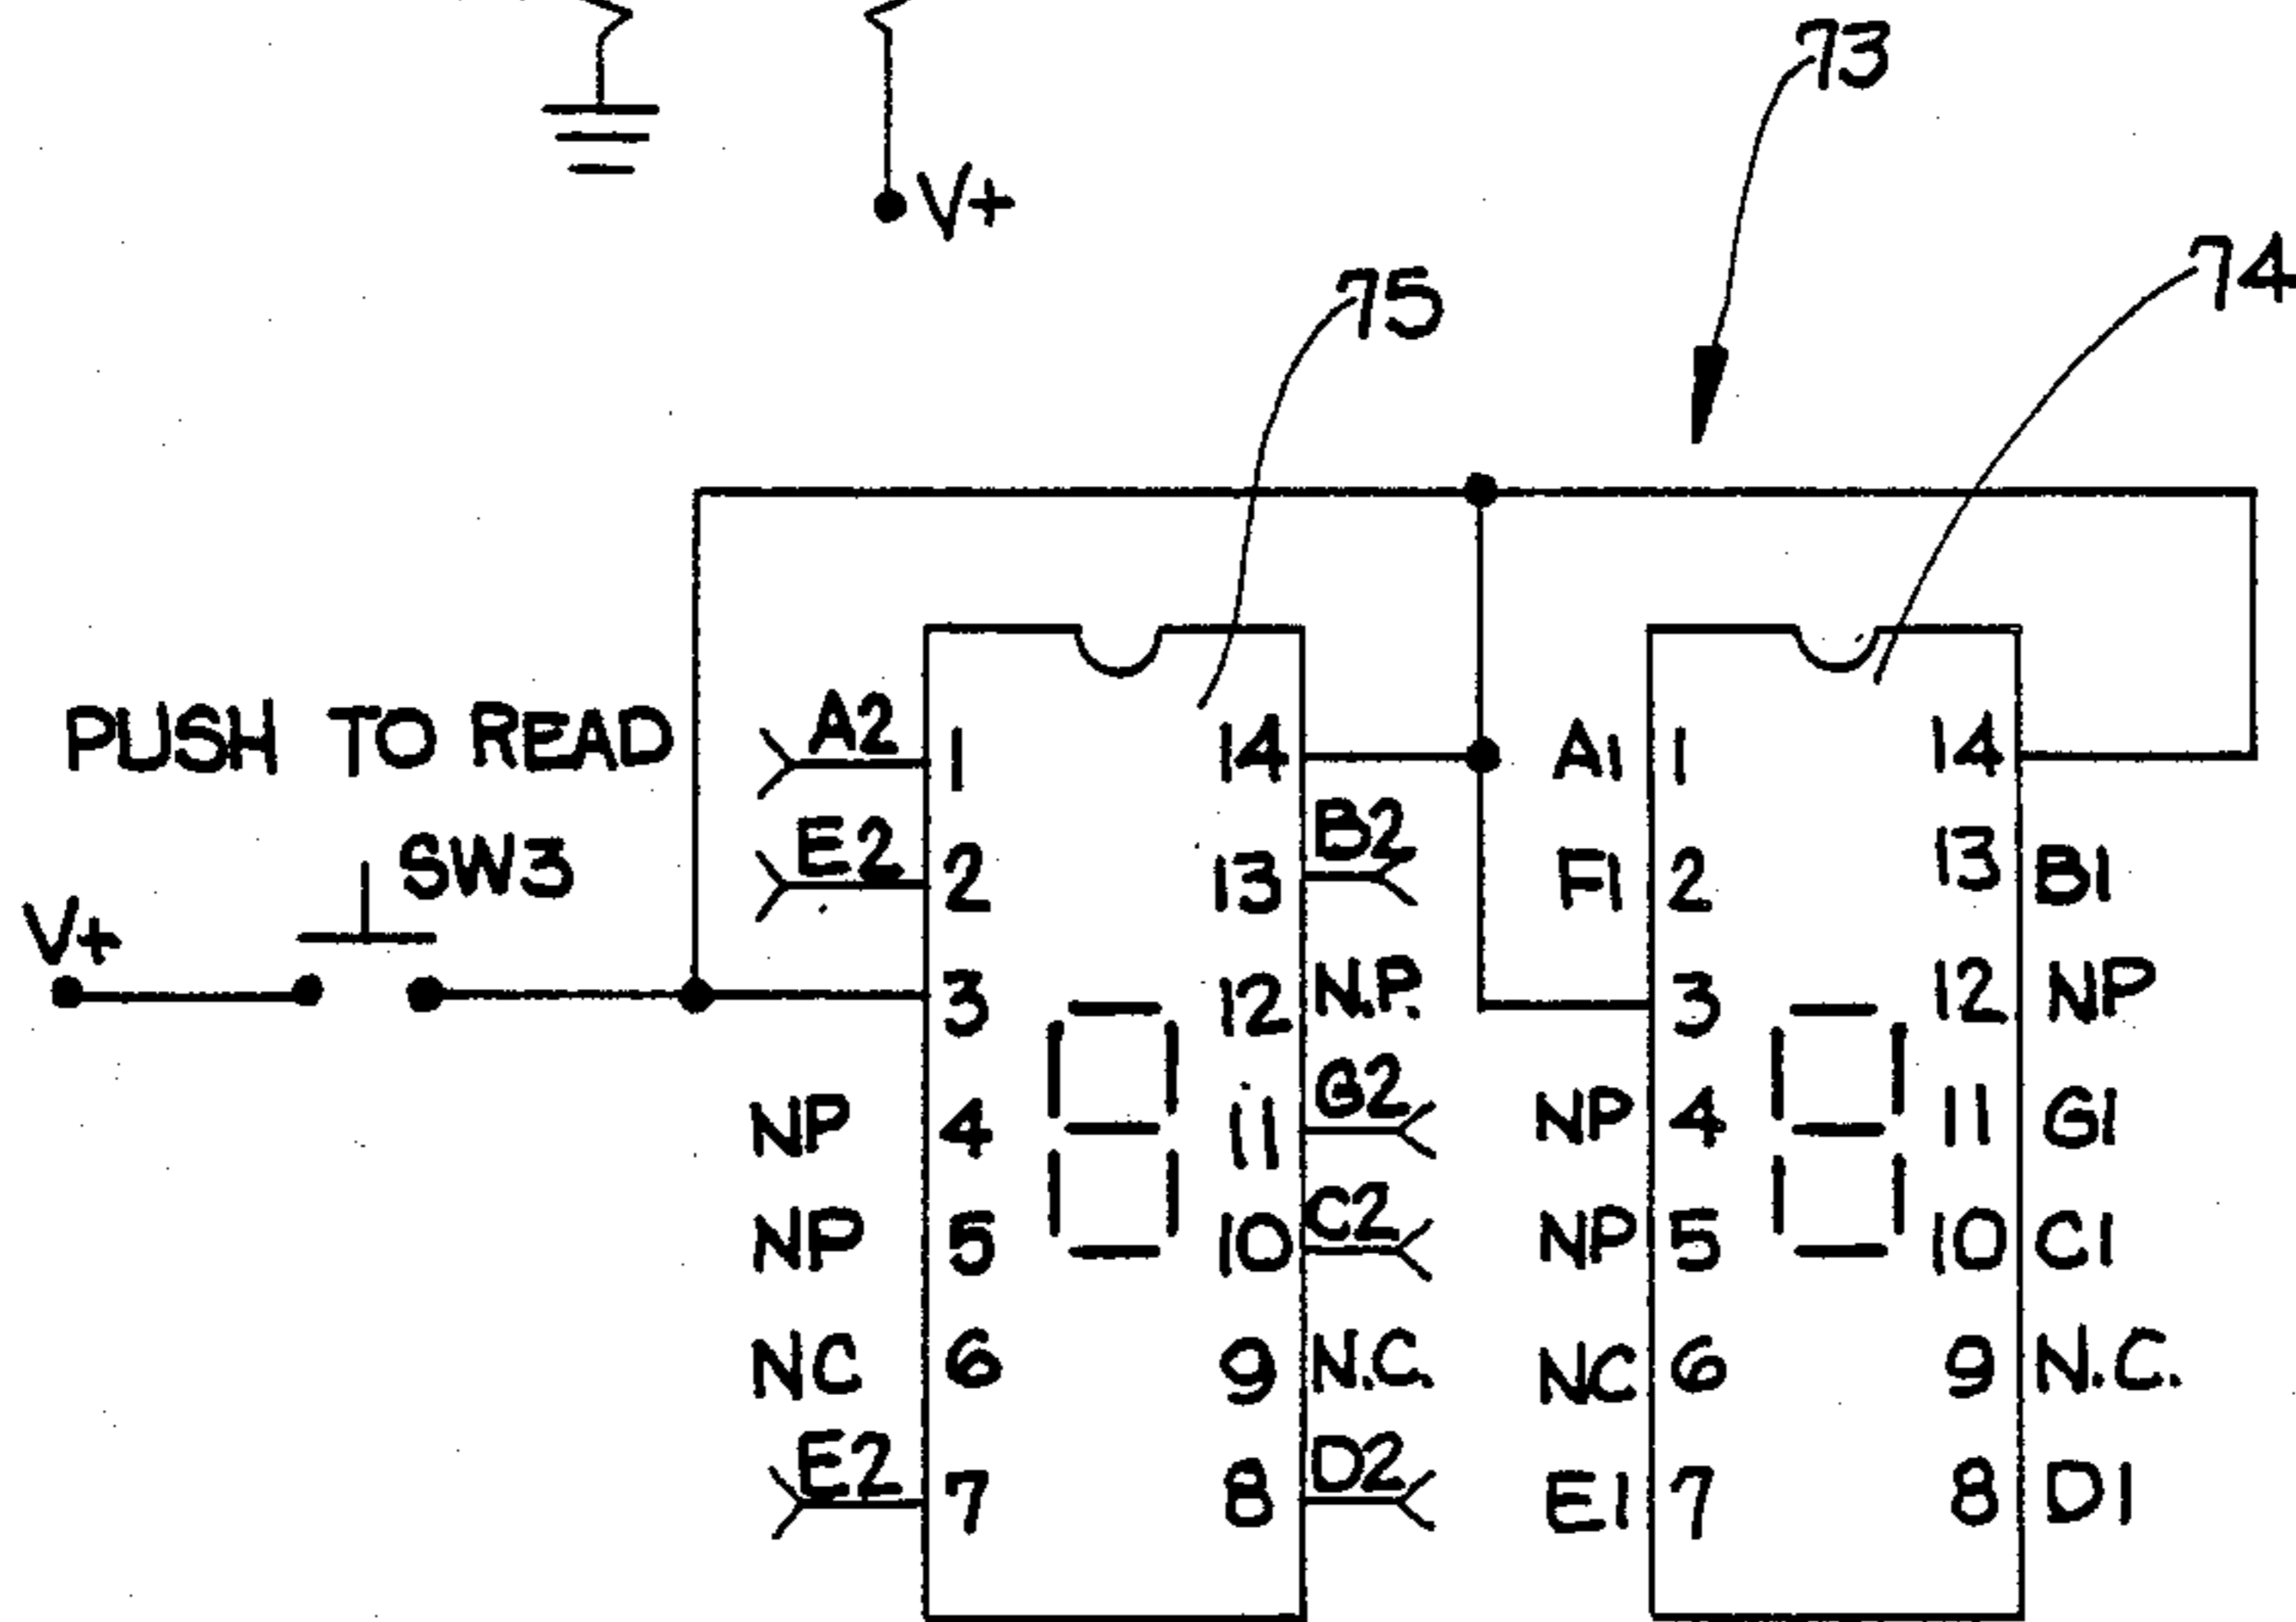 73
V+
74
75
PUSH TO READ
A2 1 14 A1 1 14
SW3 E2 2 13 B2 F1 2 13 B1
V+ 3 12 N.P. 3 12 NP
NP 4 11 G2 NP 4 11 G1
NP 5 10 C2 NP 5 10 C1
NC 6 9 N.C. NC 6 9 N.C.
E2 7 8 D2 E1 7 8 D1